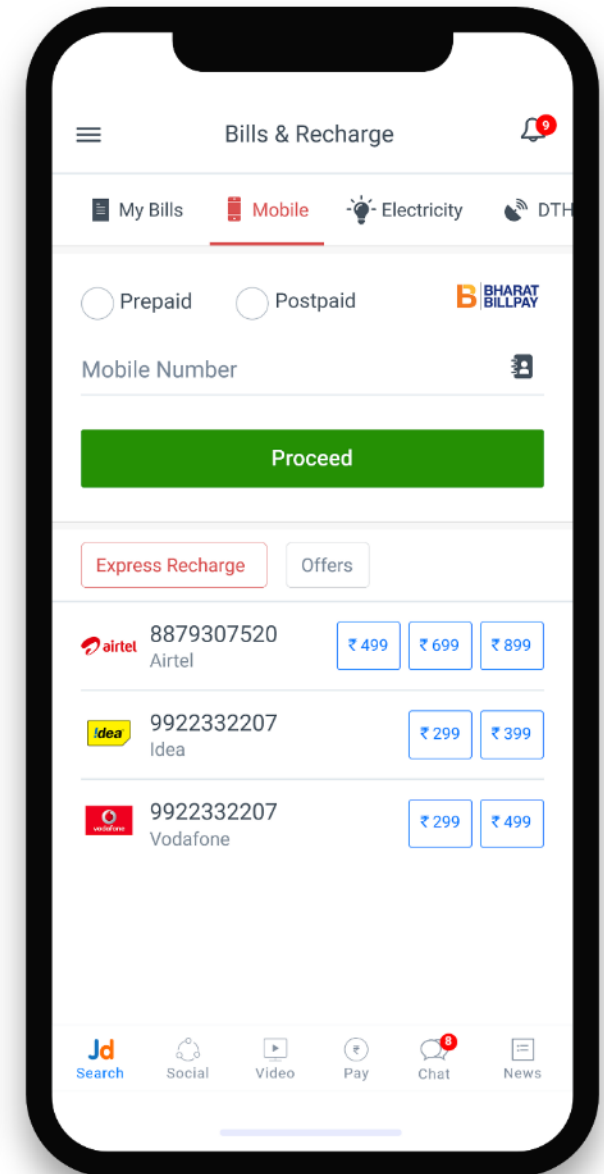 Bills & Recharge
9
My Bills
Mobile
Electricity
DTH
Prepaid
Postpaid
B BHARAT
BILLPAY
Mobile Number
Proceed
Express Recharge
Offers
airtel
8879307520
Airtel
₹ 499
₹ 699
₹ 899
!dea
9922332207
Idea
₹ 299
₹ 399
vodafone
9922332207
Vodafone
₹ 299
₹ 499
Jd
8
₹
Search
Social
Video
Pay
Chat
News